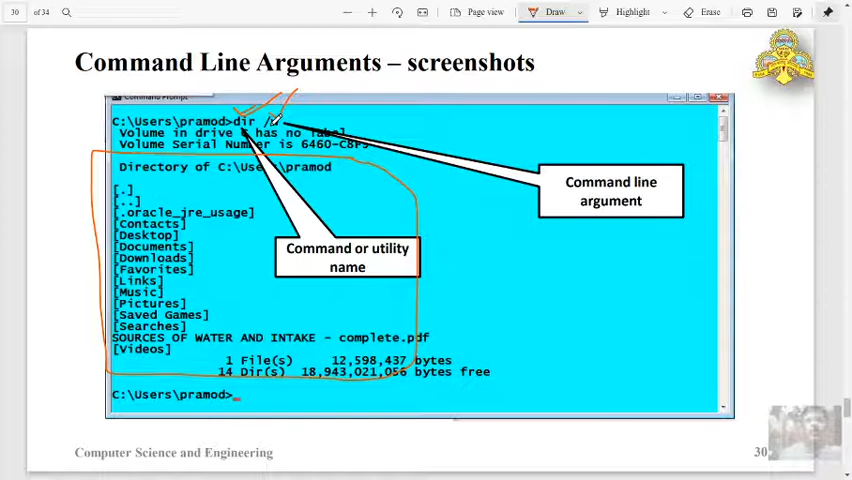 30 of 34 Page view Draw Highlight Erase
Command Line Arguments – screenshots
Command Prompt
C:\Users\pramod>dir
Volume in drive has no label.
Volume Serial Number is 6460-C8F5
Directory of C:\Users\pramod
[.]
[..]
[.oracle_jre_usage]
[Contacts]
[Desktop]
[Documents]
[Downloads]
[Favorites]
[Links]
[Music]
[Pictures]
[Saved Games]
[Searches]
SOURCES OF WATER AND INTAKE - complete.pdf
[Videos]
1 File(s) 12,598,437 bytes
14 Dir(s) 18,943,021,056 bytes free
C:\Users\pramod>_
Command line
argument
Command or utility
name
Computer Science and Engineering
30